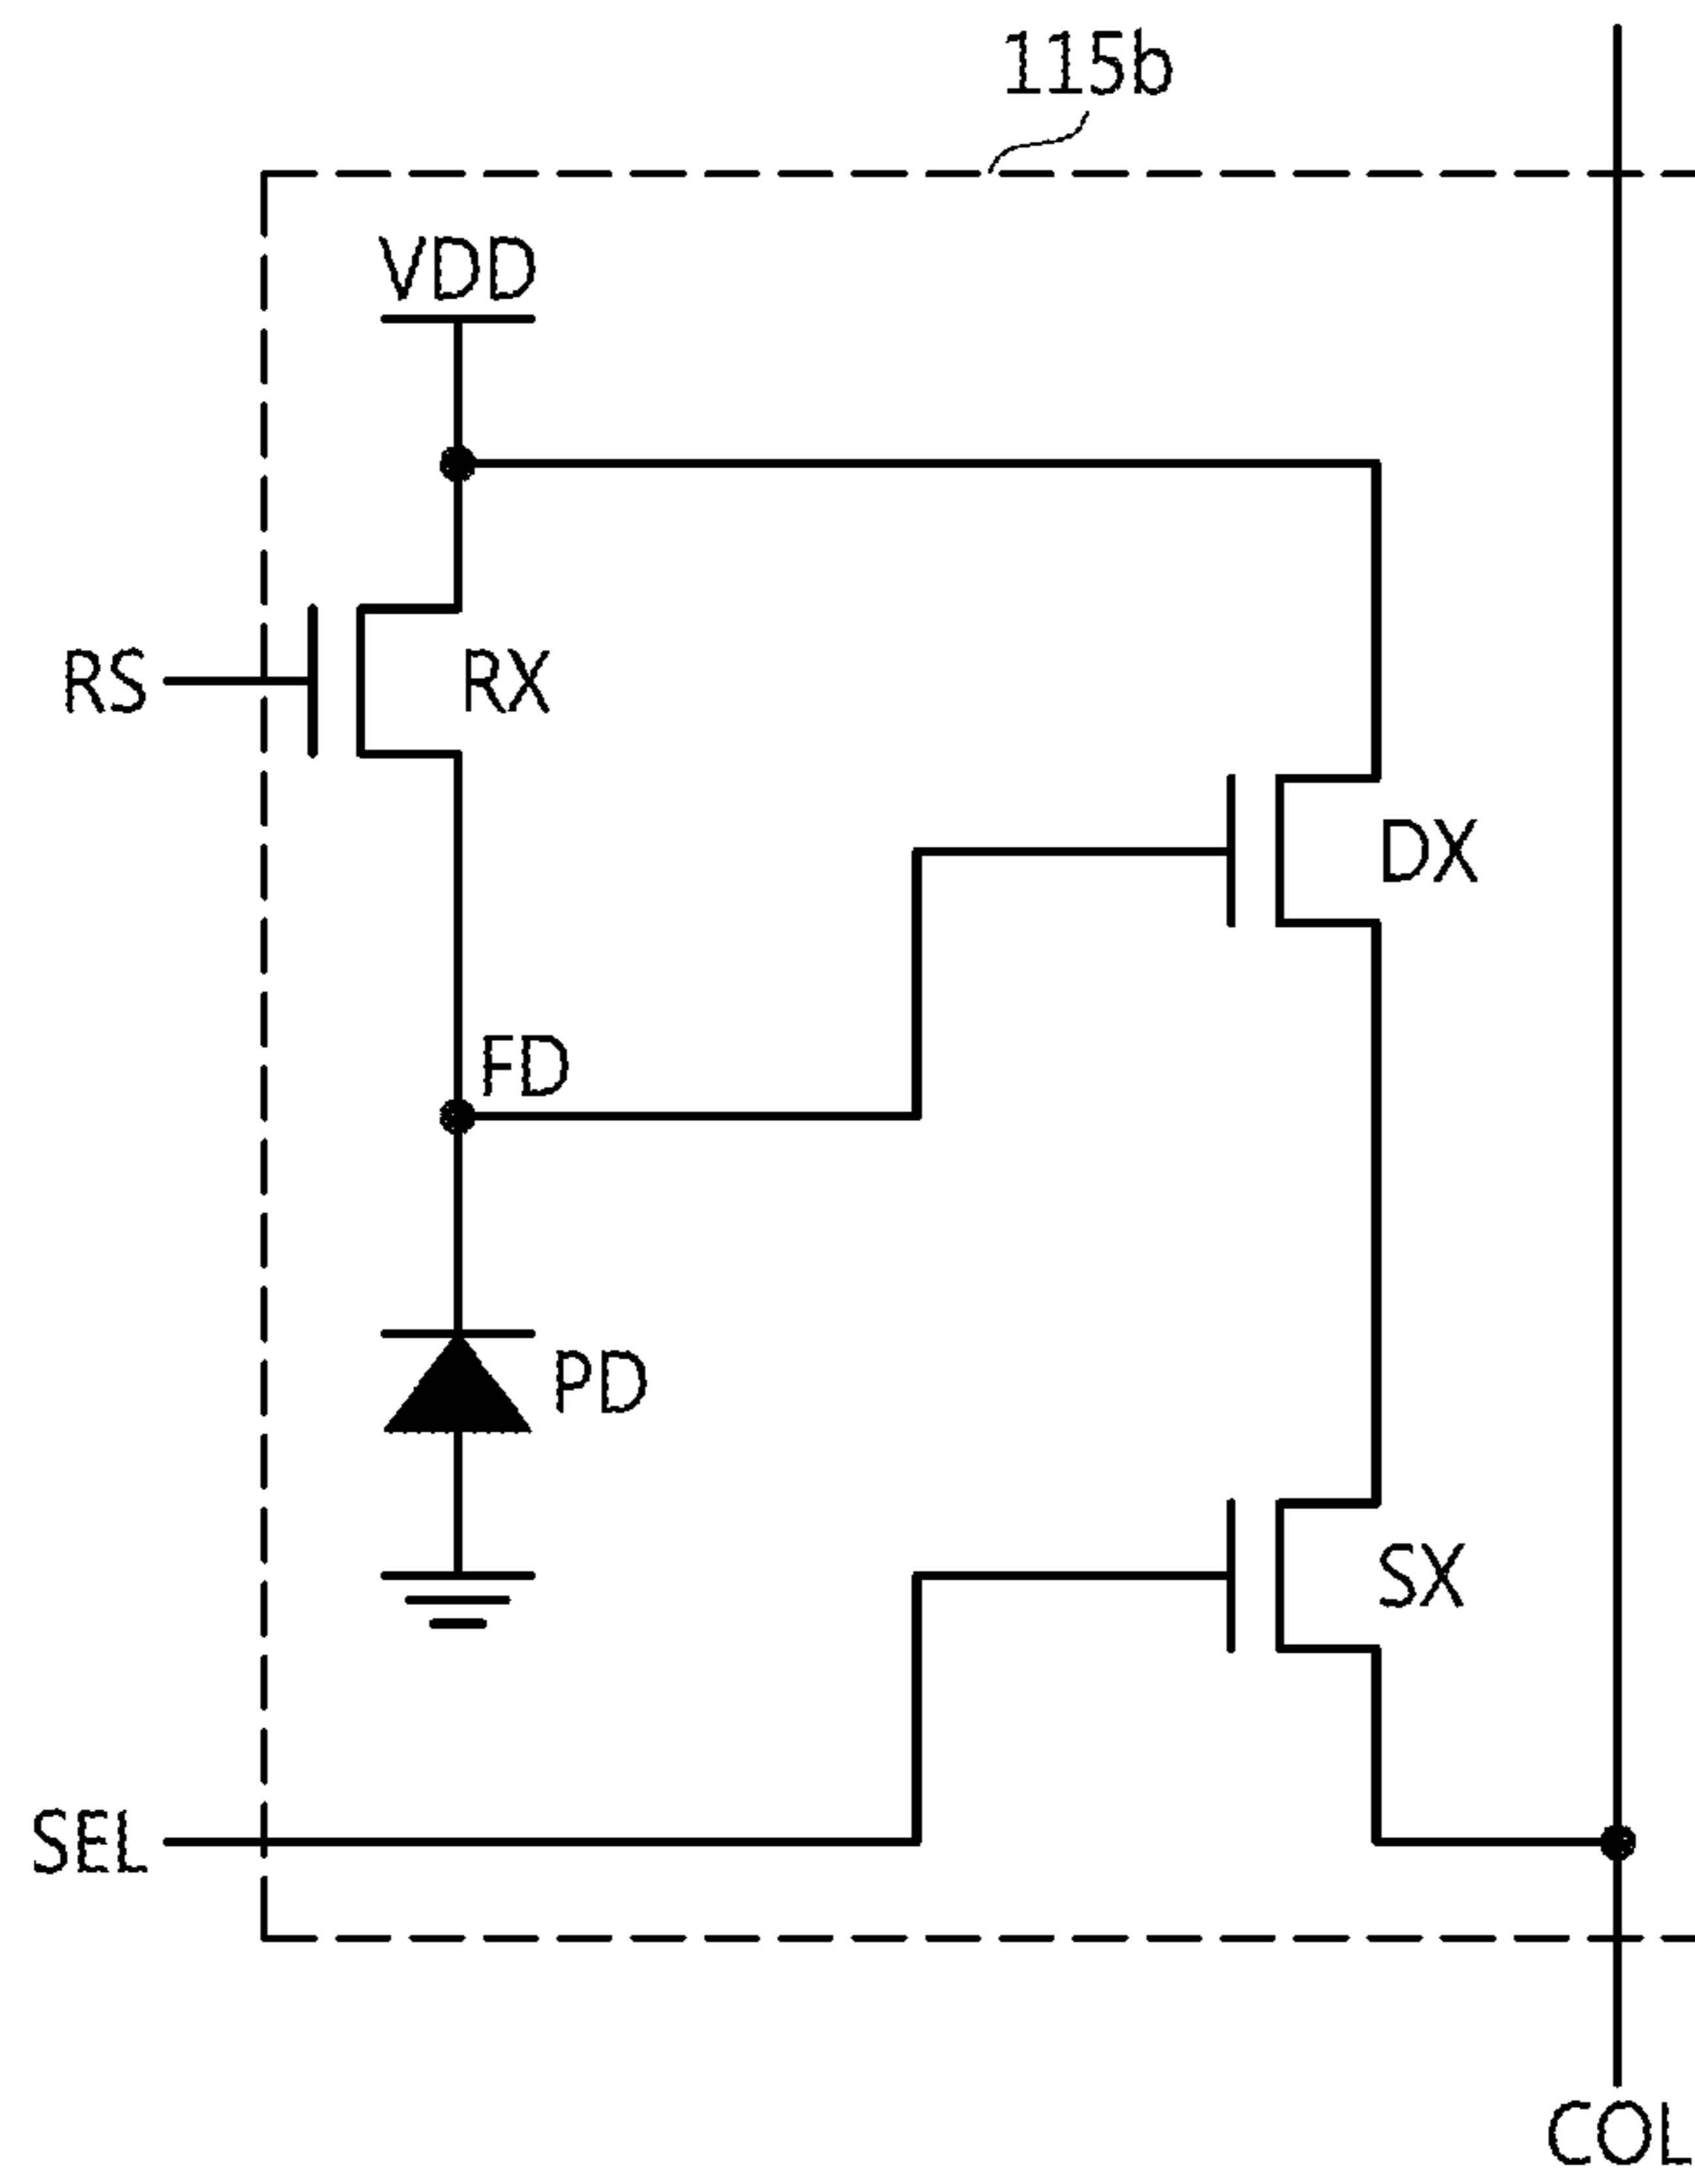 115b
VDD
RS
RX
DX
FD
PD
SX
SEL
COL